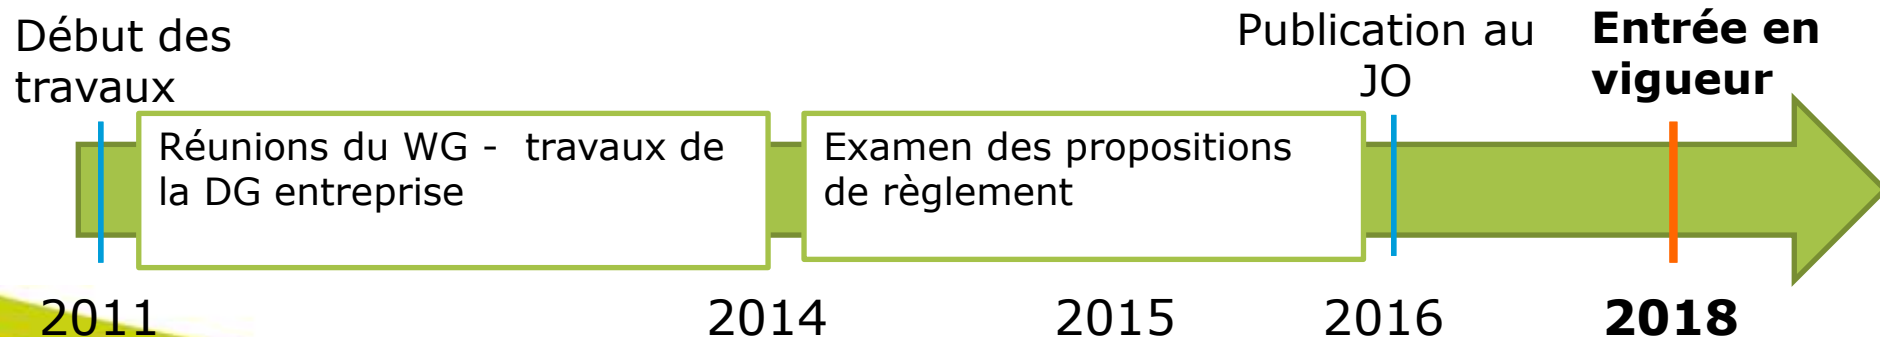 Début des
travaux
Publication au
JO
Entrée en
vigueur
Réunions du WG - travaux de
la DG entreprise
Examen des propositions
de règlement
2011
2014
2015
2016
2018